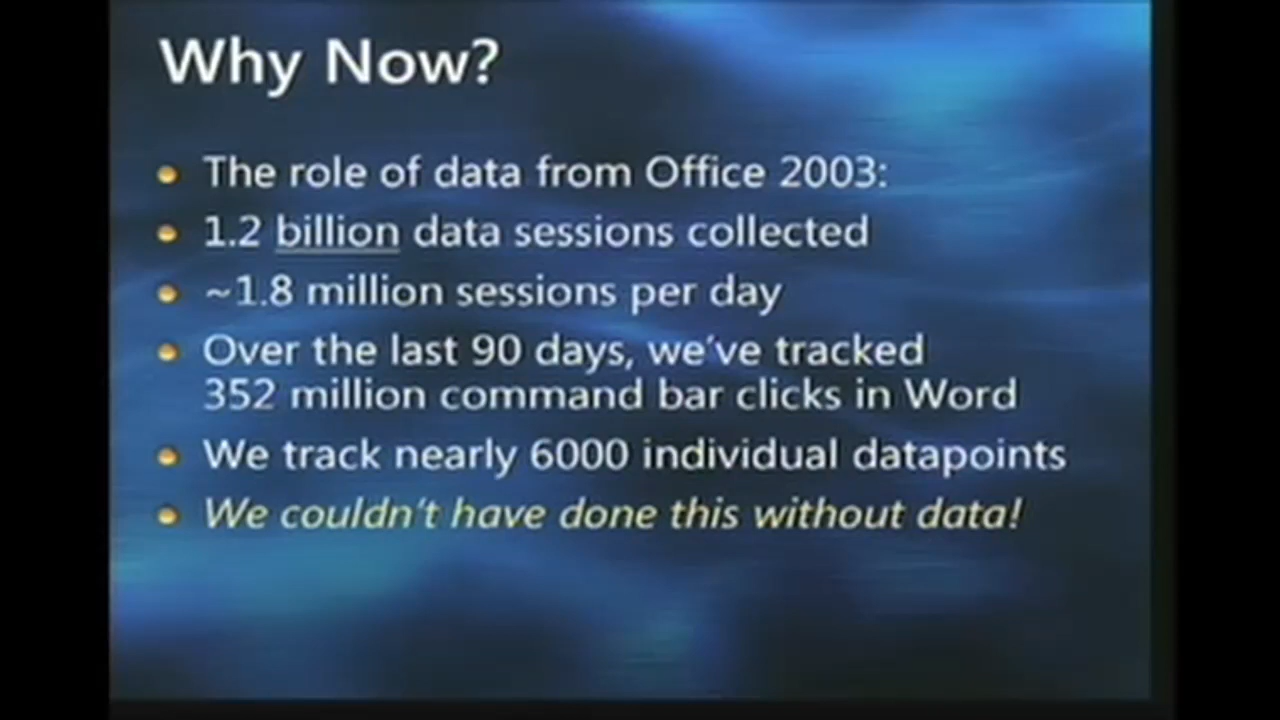 Why Now?
The role of data from Office 2003:
1.2 billion data sessions collected
~1.8 million sessions per day
Over the last 90 days, we've tracked
352 million command bar clicks in Word
We track nearly 6000 individual datapoints
We couldn't have done this without data!